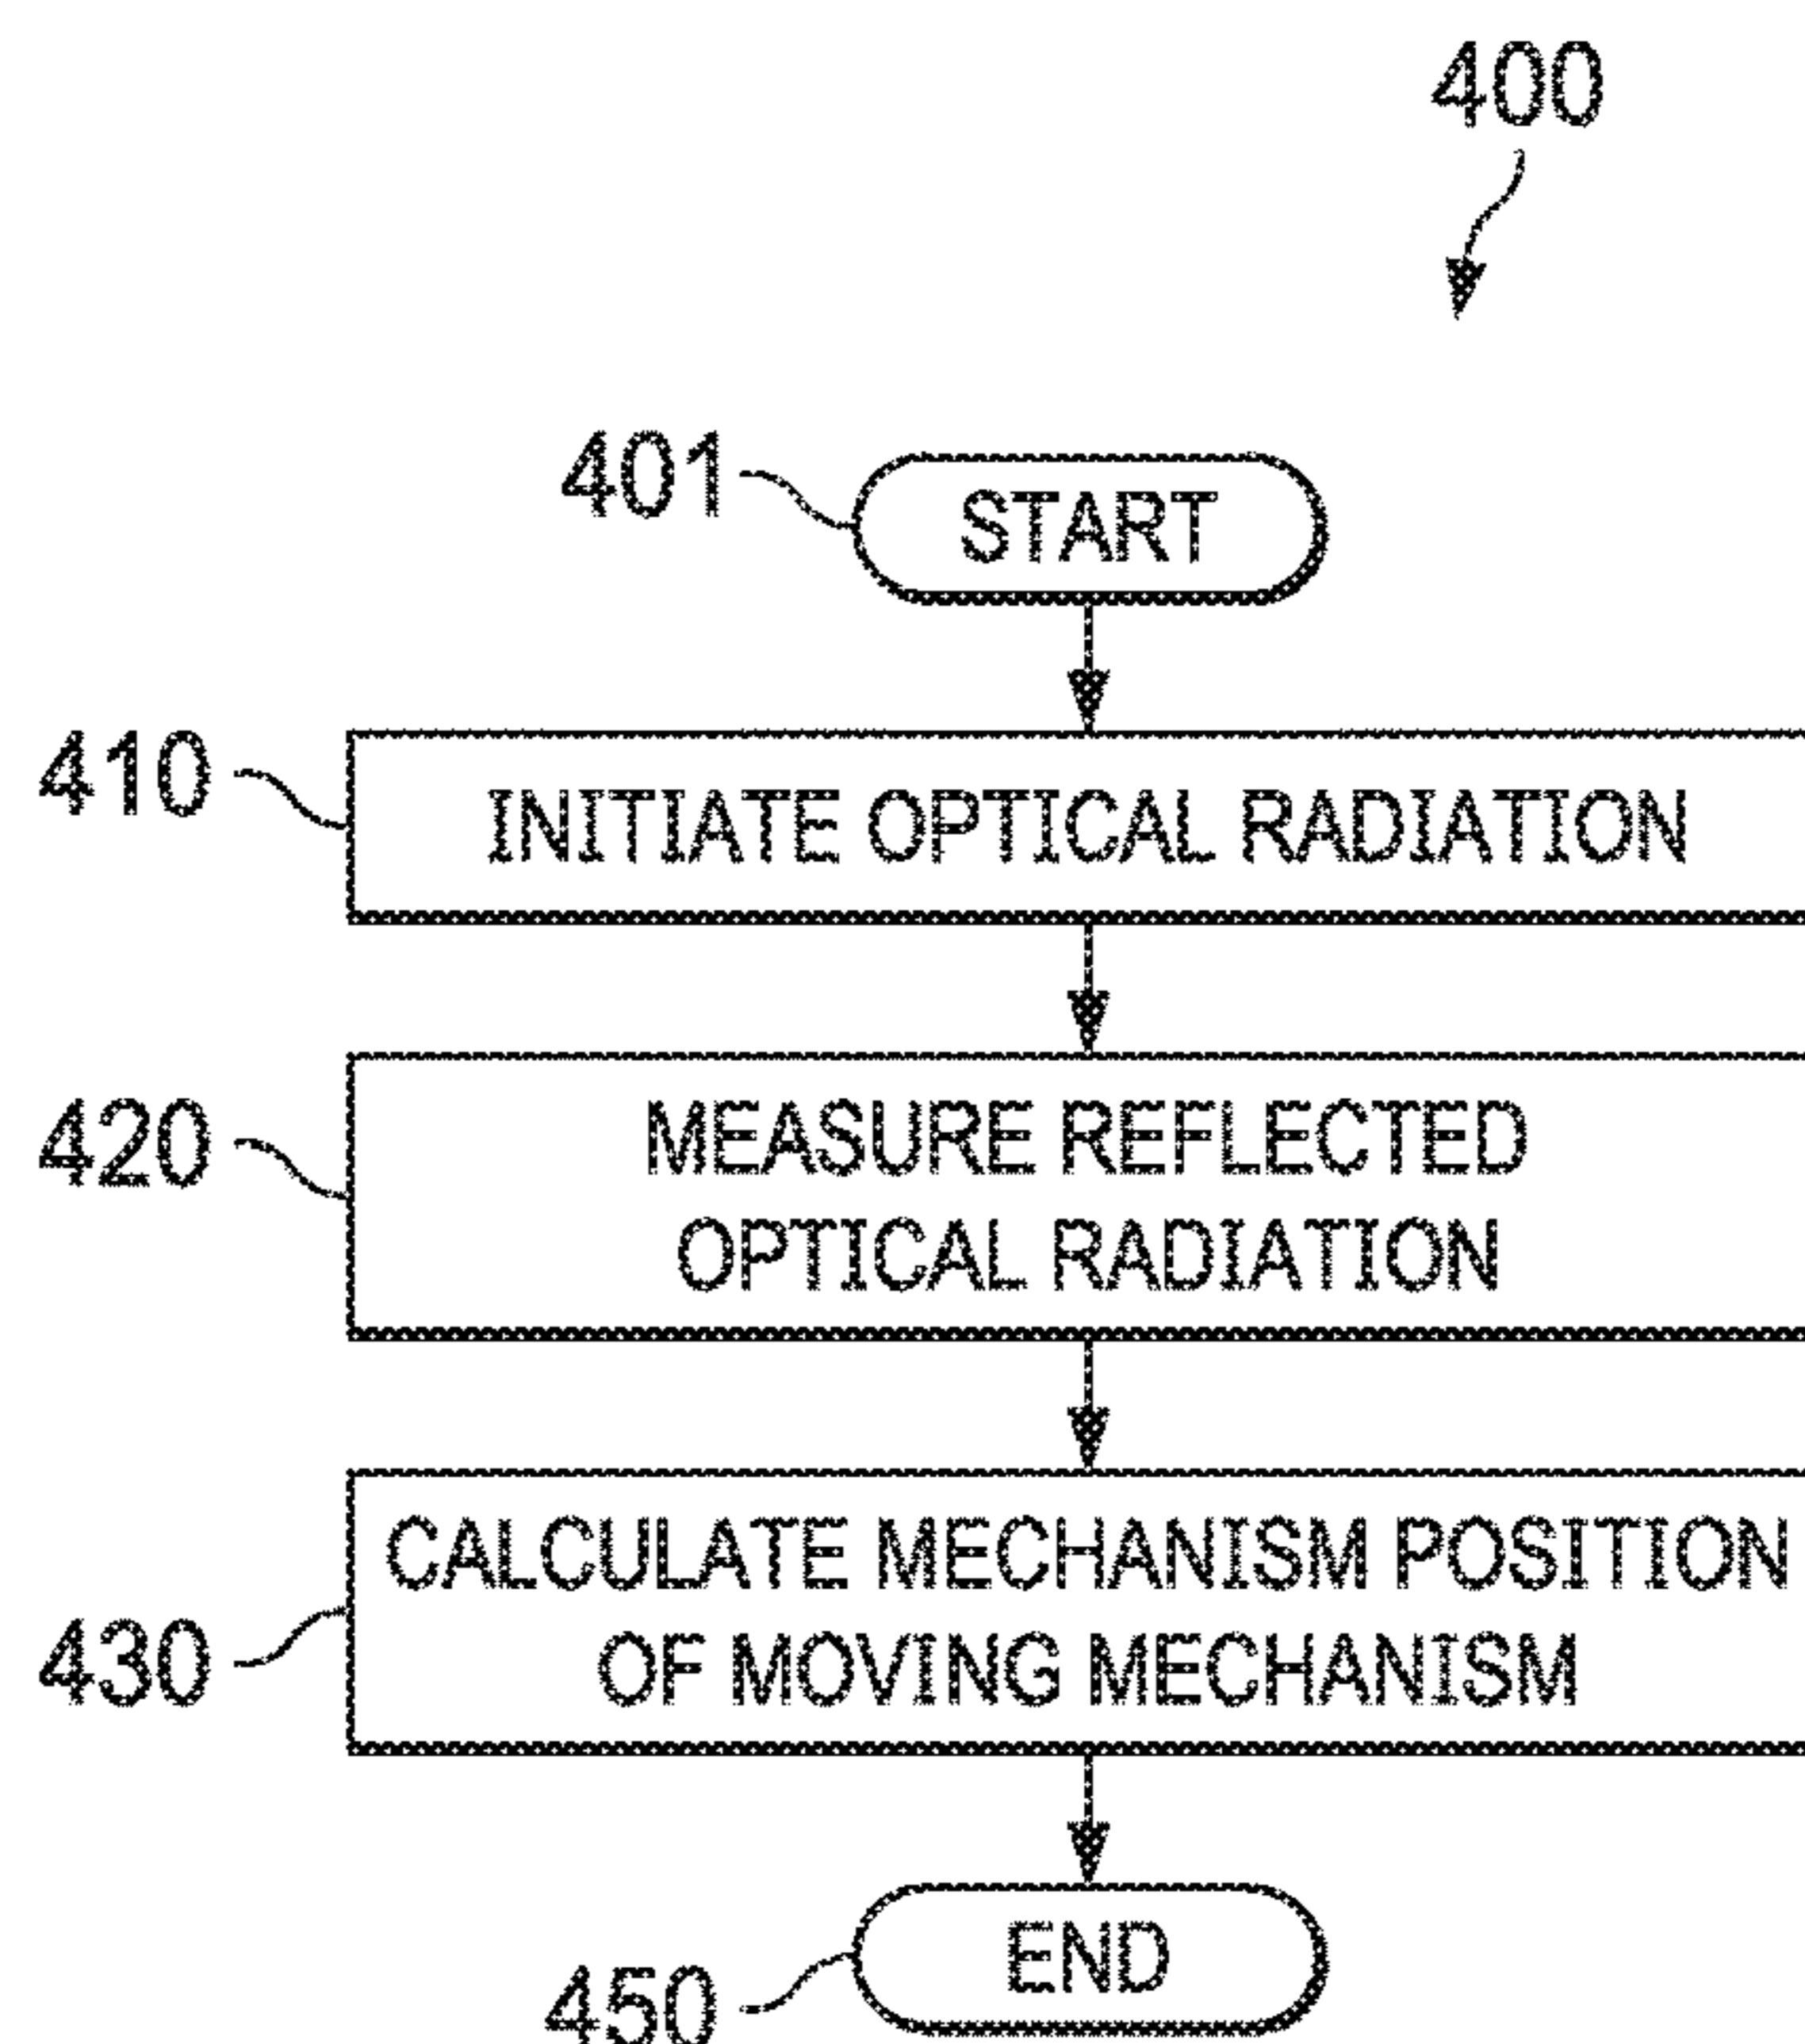 400
401
START
410
INITIATE OPTICAL RADIATION
420
MEASURE REFLECTED
OPTICAL RADIATION
430
CALCULATE MECHANISM POSITION
OF MOVING MECHANISM
450
END